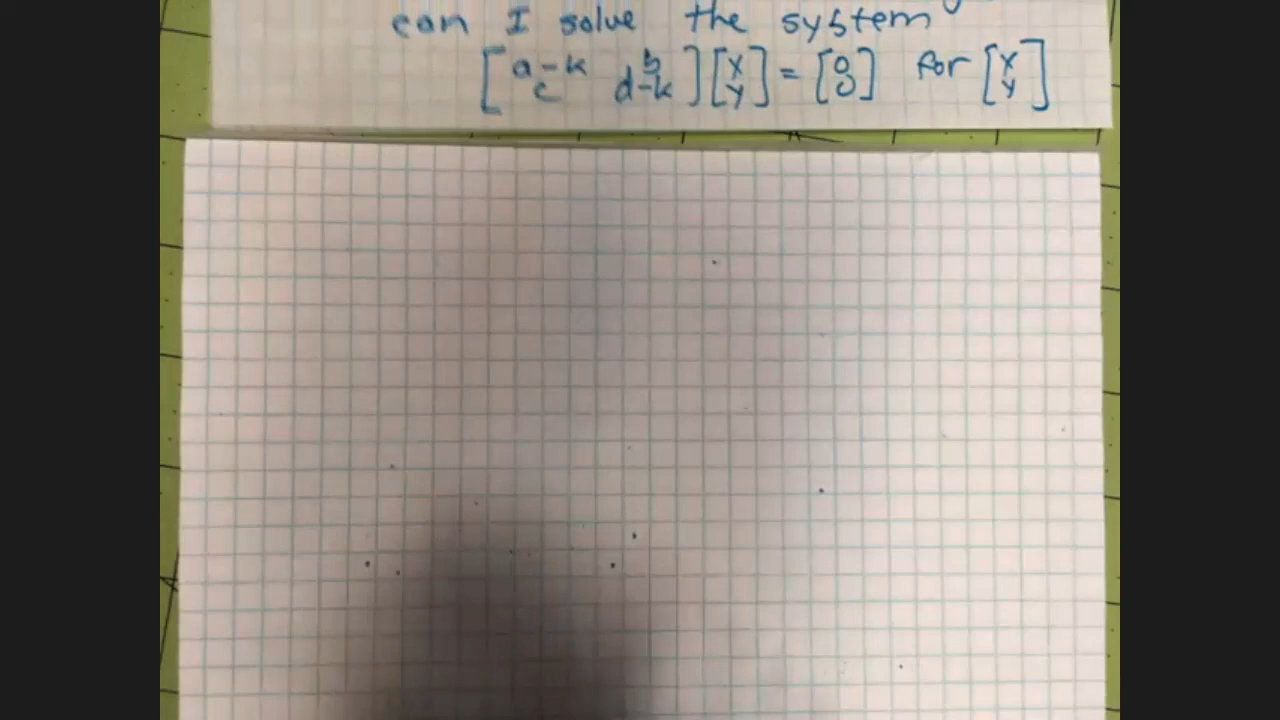 can I solve the system
[a-k b
c d-k] [x
y] = [0
0] for [x
y]